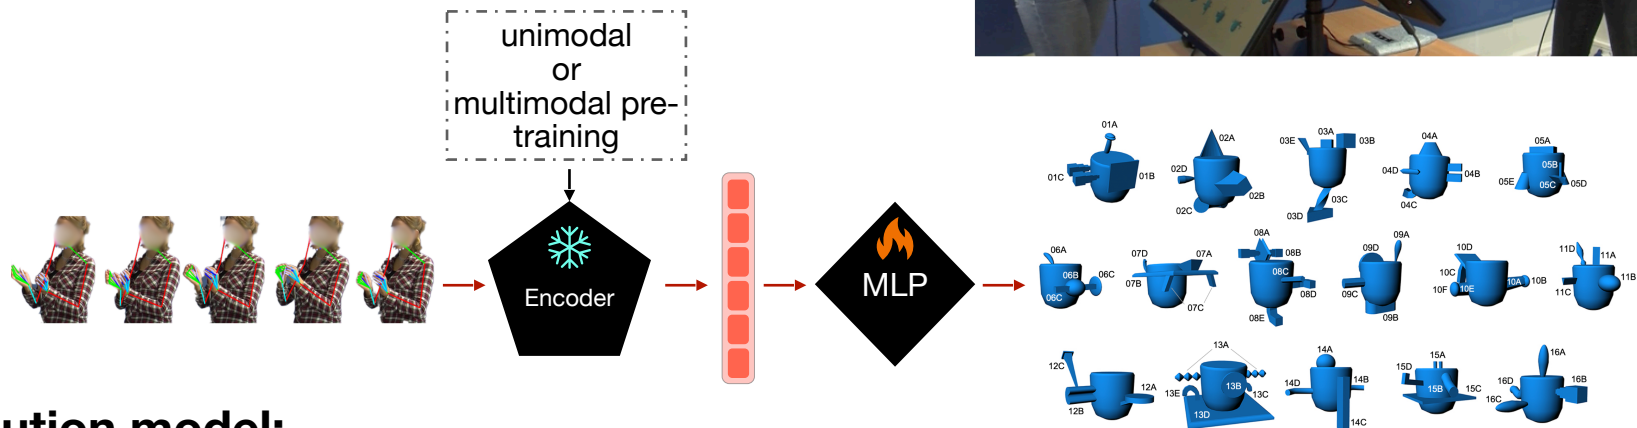 unimodal
or
multimodal pre-
training
Encoder
MLP
01A
01C
01B
02A
02D
02B
02C
03E
03A
03B
03C
03D
04A
04D
04B
04C
05A
05B
05E
05C
05D
06A
06B
06C
06C
07D
07A
07B
07C
08A
08B
08C
08D
08E
09A
09D
09C
09B
10D
10C
10F
10E
10A
10B
11D
11A
11B
11C
12C
12A
12B
13A
13B
13E
13C
13D
14A
14D
14B
14C
15A
15D
15B
15C
16A
16D
16B
16C
ution model: